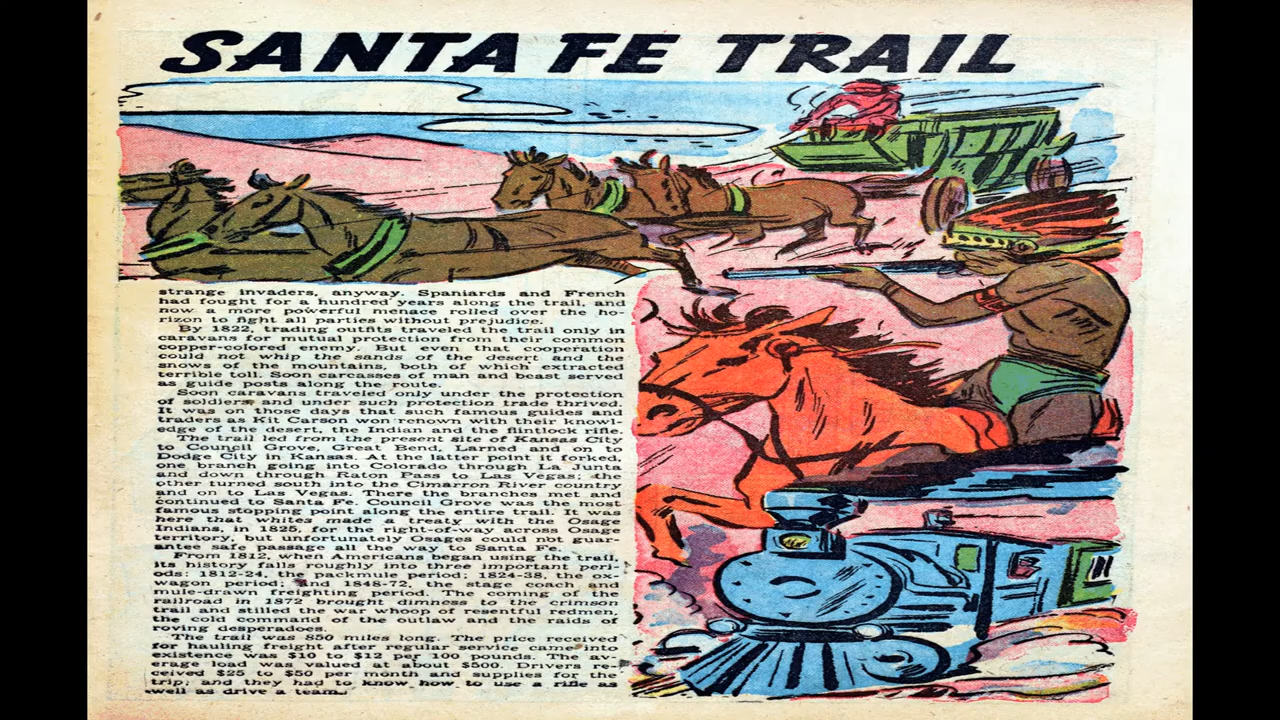 SANTA FE TRAIL
strange invaders, anyway. Spaniards and French
had fought for a hundred years along the trail, and
now a more powerful menace rolled over the ho-
rizon to fight all parties without prejudice.
By 1822, trading outfits traveled the trail only in
caravans for mutual protection from their common
copper-colored enemy. But even that cooperation
could not whip the sands of the desert and the
snows of the mountains, both of which extracted
terrible toll. Soon carcasses of man and beast served
as guide posts along the route.
Soon caravans traveled only under the protection
of soldiers, and under such protection trade thrived.
It was on those days that such famous guides and
traders as Kit Carson won renown with their knowl-
edge of the desert, the Indian and the flintlock rifle.
The trail led from the present site of Kansas City
to Council Grove, Great Bend, Larned and on to
Dodge City in Kansas. At the later point it forked,
one branch going into Colorado through La Junta
and down through Raton Pass to Las Vegas; the
other turned south into the Cimarron River country
and on to Las Vegas. There the branches met and
continued to Santa Fe. Council Grove was the most
famous stopping point along the entire trail. It was
here that whites made a treaty with the Osage
Indians, in 1825, for the right-of-way across Osage
territory, but unfortunately Osages could not guar-
antee safe passage all the way to Santa Fe.
From 1812, when Americans began using the trail,
its history falls roughly into three important peri-
ods: 1812-24, the packmule period; 1824-38, the ox-
wagon period; and 1848-72, the stage coach and
mule-drawn freighting period. The coming of the
railroad in 1872 brought dimness to the crimson
trail and stilled the war whoop of resentful redmen,
the cold command of the outlaw and the raids of
roving desperadoes.
The trail was 850 miles long. The price received
for hauling freight after regular service came into
existence was $10 to $12 per 100 pounds. The av-
erage load was valued at about $500. Drivers re-
ceived $25 to $50 per month and supplies for the
trip; and they had to know how to use a rifle as
well as drive a team.